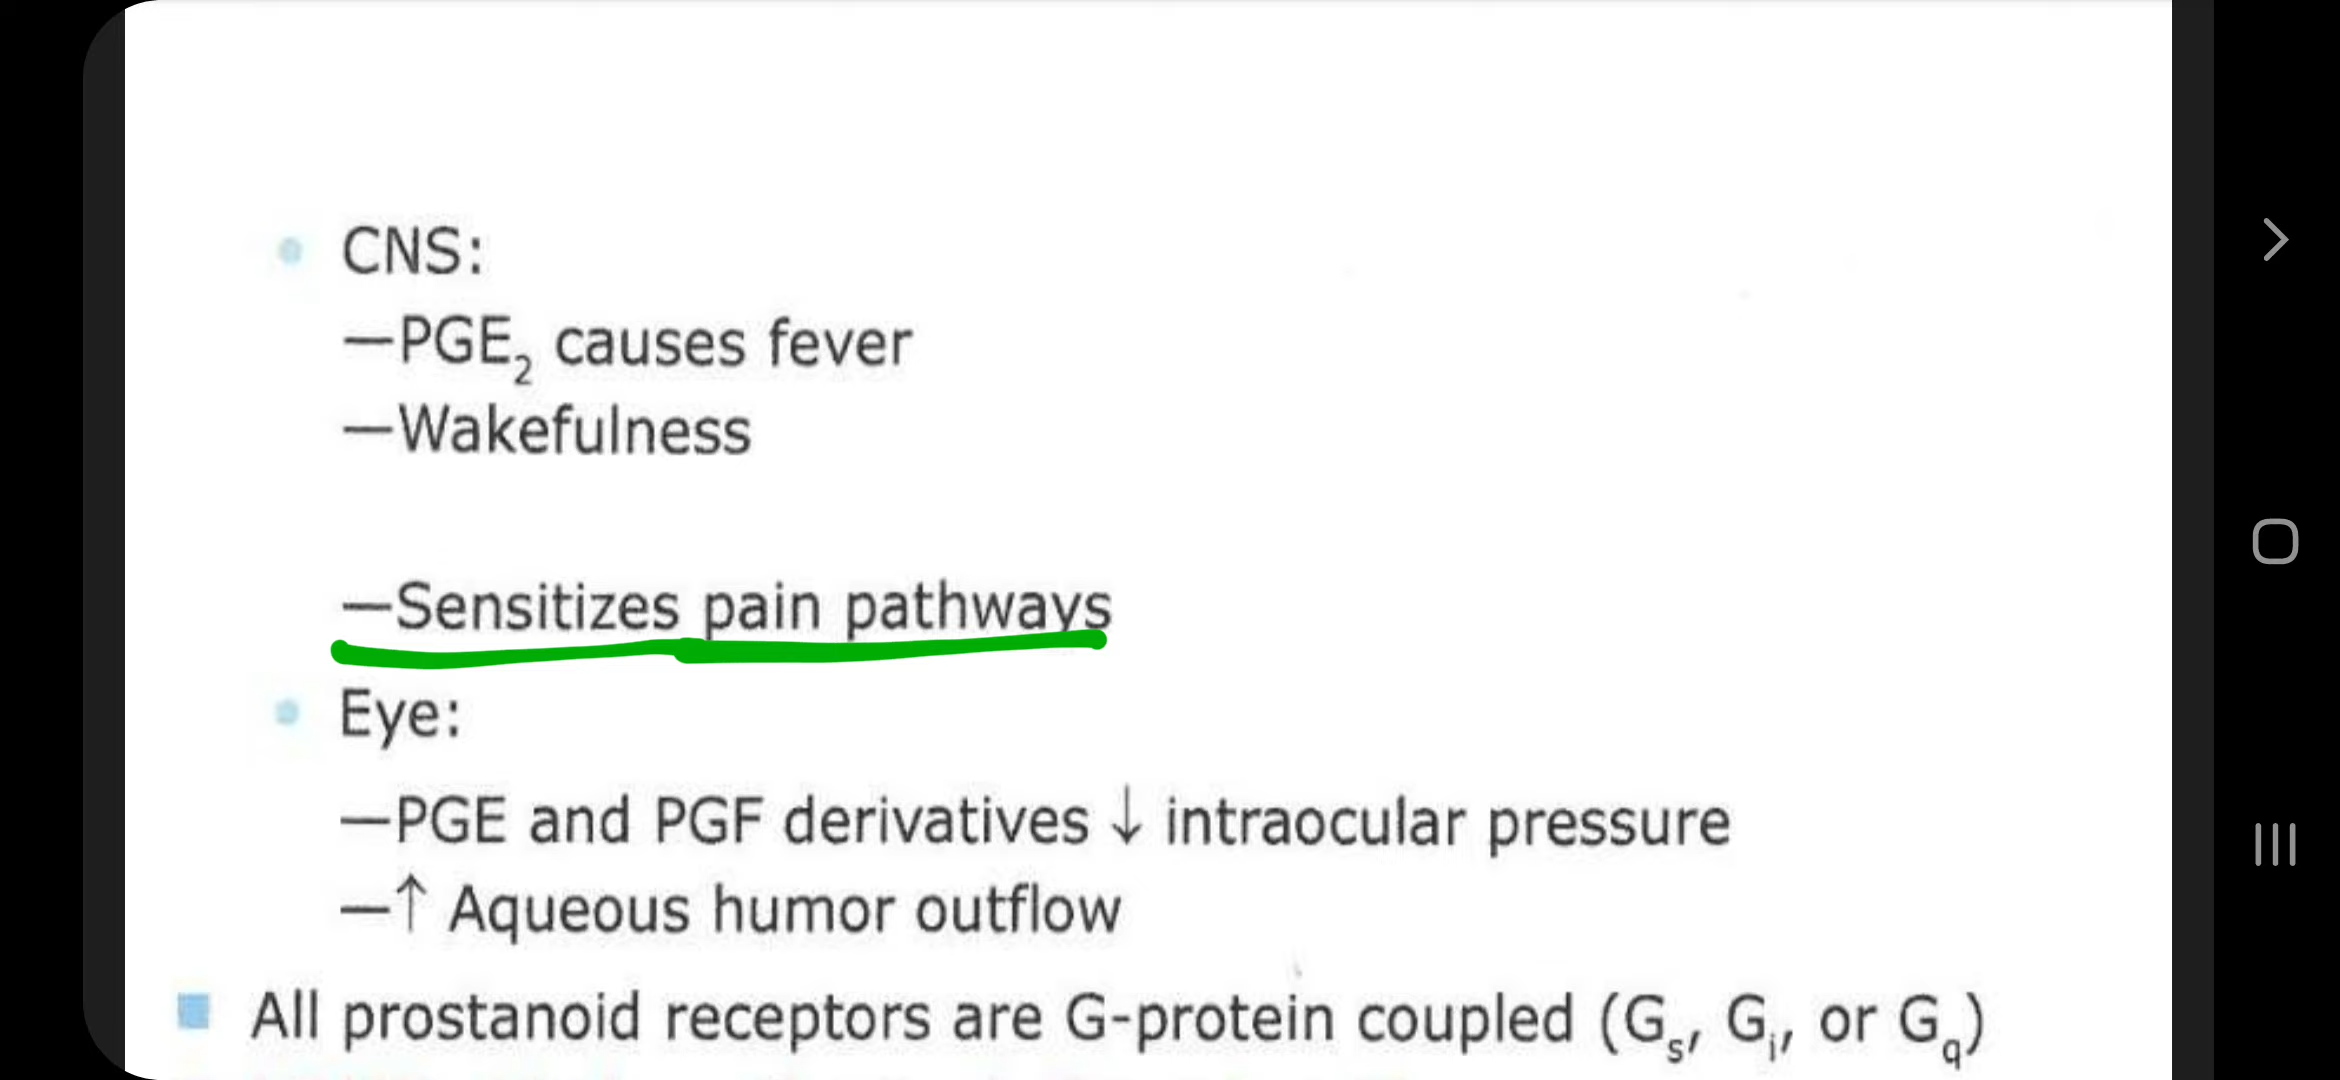 CNS:
—PGE₂ causes fever
—Wakefulness
—Sensitizes pain pathways
Eye:
—PGE and PGF derivatives ↓ intraocular pressure
—↑ Aqueous humor outflow
All prostanoid receptors are G-protein coupled (Gₛ, Gᵢ, or G_q)